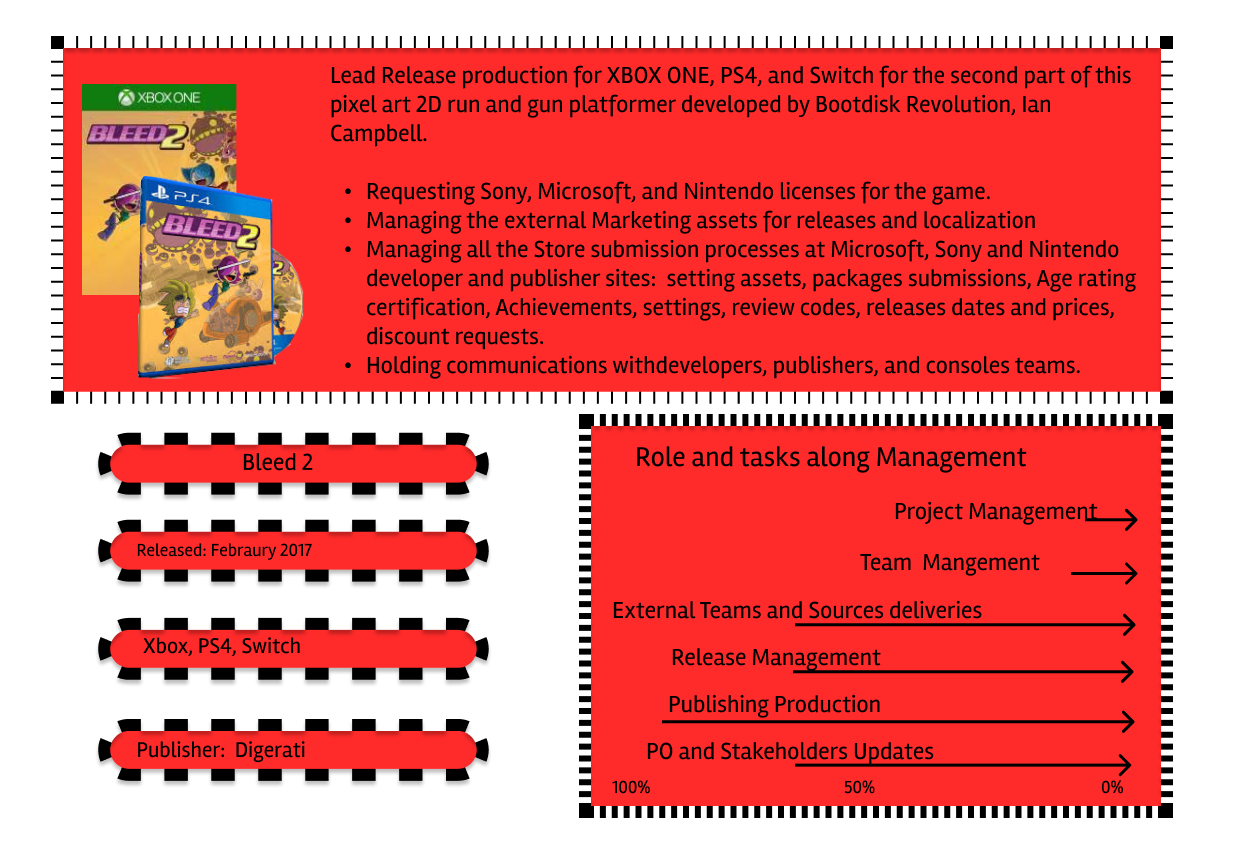 Lead Release production for XBOX ONE, PS4, and Switch for the second part of this
pixel art 2D run and gun platformer developed by Bootdisk Revolution, Ian
Campbell.
XBOX ONE
BLEED 2
PS4
BLEED 2
• Requesting Sony, Microsoft, and Nintendo licenses for the game.
• Managing the external Marketing assets for releases and localization
• Managing all the Store submission processes at Microsoft, Sony and Nintendo
developer and publisher sites:  setting assets, packages submissions, Age rating
certification, Achievements, settings, review codes, releases dates and prices,
discount requests.
• Holding communications withdevelopers, publishers, and consoles teams.
Bleed 2
Released: Febraury 2017
Xbox, PS4, Switch
Publisher:  Digerati
Role and tasks along Management
Project Management
Team  Mangement
External Teams and Sources deliveries
Release Management
Publishing Production
PO and Stakeholders Updates
100% 50% 0%